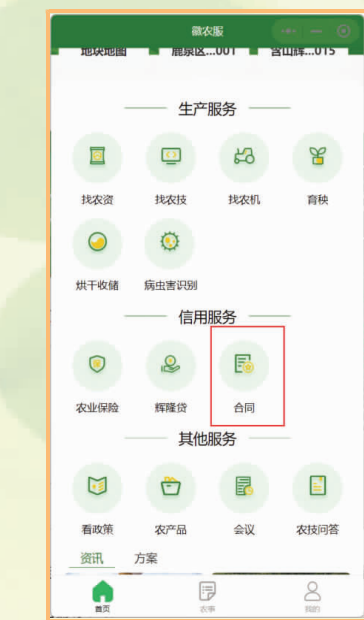 徽农服
地块地图 鹿泉区...001 含山辉...015
生产服务
找农资 找农技 找农机 育秧
烘干收储 病虫害识别
信用服务
农业保险 辉隆贷 合同
其他服务
看政策 农产品 会议 农技问答
资讯 方案
首页 农事 我的